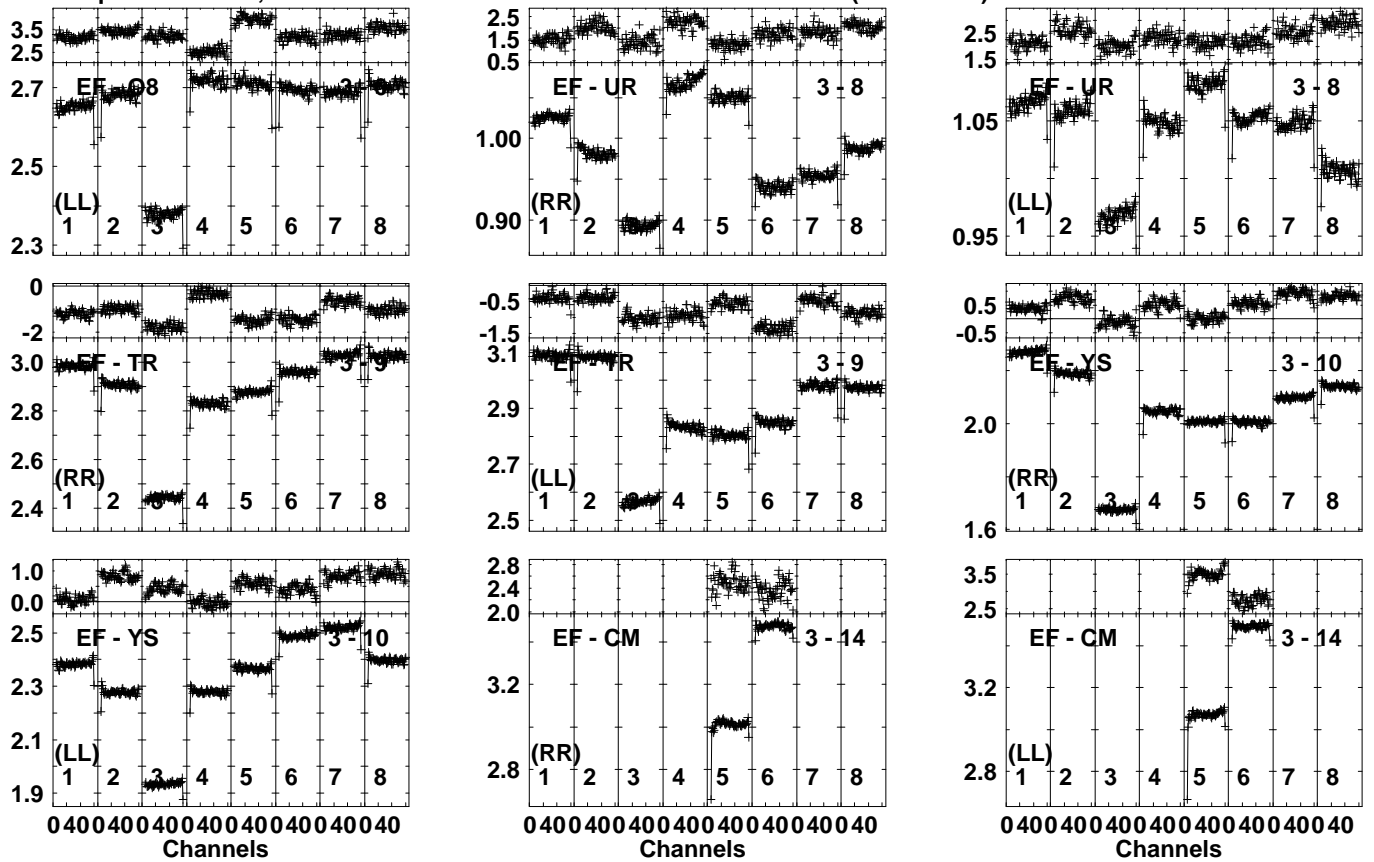 3.5 2.5 1.5 2.5
2.5 1.5 0.5 1.5
EF - O8 EF - UR 3 - 8 EF - UR 3 - 8
2.7 1.00 1.05
2.5 0.90 0.95
2.3
(LL) (RR) (LL)
1 2 3 4 5 6 7 8 1 2 4 5 6 7 8 1 2 3 4 5 6 7 8
0 -2 -0.5 -1.5 0.5 -0.5
EF - TR 3 - 9 EF - TR 3 - 9 EF - YS 3 - 10
3.0 2.8 2.6 2.4 3.1 2.9 2.7 2.5 2.0 1.6
(RR) (LL) (RR)
1 2 3 4 5 6 7 8 1 2 3 4 5 6 7 8 1 2 3 4 5 6 7 8
1.0 0.0 2.8 2.4 2.0 3.5 2.5
EF - YS 3 - 10 EF - CM 3 - 14 EF - CM 3 - 14
2.5 2.3 2.1 1.9 3.2 2.8 3.2 2.8
(LL) (RR) (LL)
1 2 3 4 5 6 7 8 1 2 3 4 5 6 7 8 1 2 3 4 5 6 7 8
0 40 0 40 0 40 0 40 0 40 0 40 0 40 0 40 0 40 0 40 0 40 0 40 0 40 0 40 0 40 0 40 0 40 0 40 0 40 0 40 0 40 0 40 0 40 0 40
Channels Channels Channels